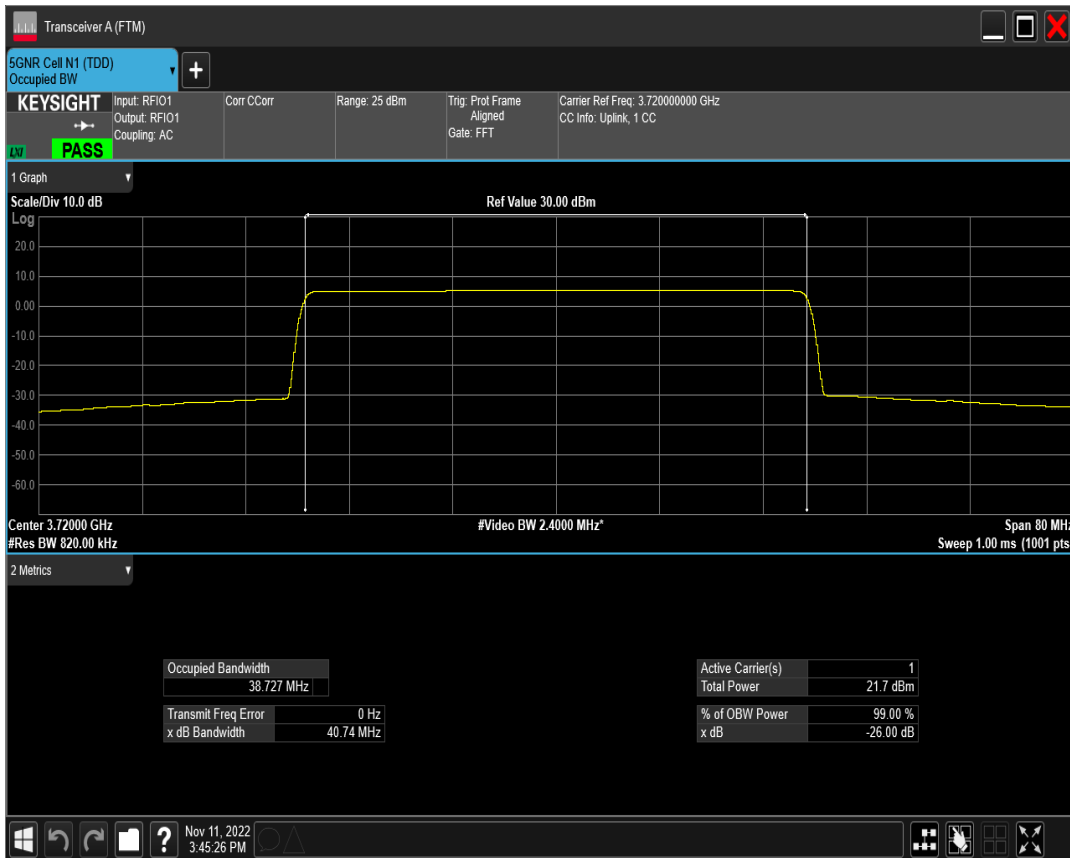 Transceiver A (FTM)
5GNR Cell N1 (TDD)
Occupied BW
+
KEYSIGHT
LXI
PASS
Input: RFIO1
Output: RFIO1
Coupling: AC
Corr CCorr
Range: 25 dBm
Trig: Prot Frame
Aligned
Gate: FFT
Carrier Ref Freq: 3.720000000 GHz
CC Info: Uplink, 1 CC
1 Graph
Scale/Div 10.0 dB
Ref Value 30.00 dBm
Log
20.0
10.0
0.00
-10.0
-20.0
-30.0
-40.0
-50.0
-60.0
Center 3.72000 GHz
#Video BW 2.4000 MHz*
Span 80 MHz
#Res BW 820.00 kHz
Sweep 1.00 ms (1001 pts
2 Metrics
Occupied Bandwidth
38.727 MHz
Transmit Freq Error 0 Hz
x dB Bandwidth 40.74 MHz
Active Carrier(s) 1
Total Power 21.7 dBm
% of OBW Power 99.00 %
x dB -26.00 dB
?
Nov 11, 2022
3:45:26 PM